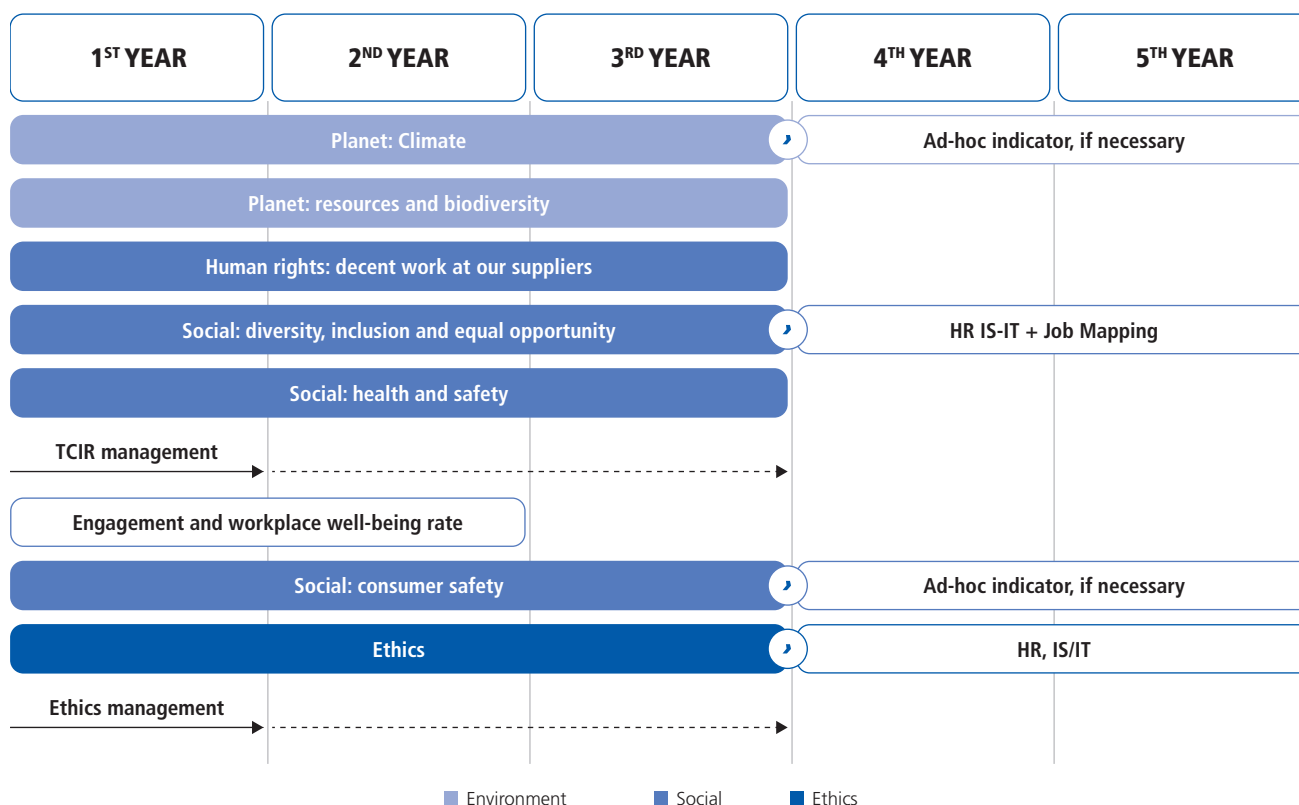 1ST YEAR
2ND YEAR
3RD YEAR
4TH YEAR
5TH YEAR
Planet: Climate
Ad-hoc indicator, if necessary
Planet: resources and biodiversity
Human rights: decent work at our suppliers
Social: diversity, inclusion and equal opportunity
HR IS-IT + Job Mapping
Social: health and safety
TCIR management
Engagement and workplace well-being rate
Social: consumer safety
Ad-hoc indicator, if necessary
Ethics
HR, IS/IT
Ethics management
Environment
Social
Ethics